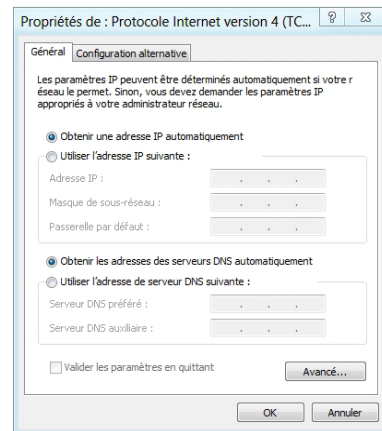 Propriétés de : Protocole Internet version 4 (TC...
Général
Configuration alternative
Les paramètres IP peuvent être déterminés automatiquement si votre r
éseau le permet. Sinon, vous devez demander les paramètres IP
appropriés à votre administrateur réseau.
Obtenir une adresse IP automatiquement
Utiliser l'adresse IP suivante :
Adresse IP :
Masque de sous-réseau :
Passerelle par défaut :
Obtenir les adresses des serveurs DNS automatiquement
Utiliser l'adresse de serveur DNS suivante :
Serveur DNS préféré :
Serveur DNS auxiliaire :
Valider les paramètres en quittant
Avancé...
OK
Annuler